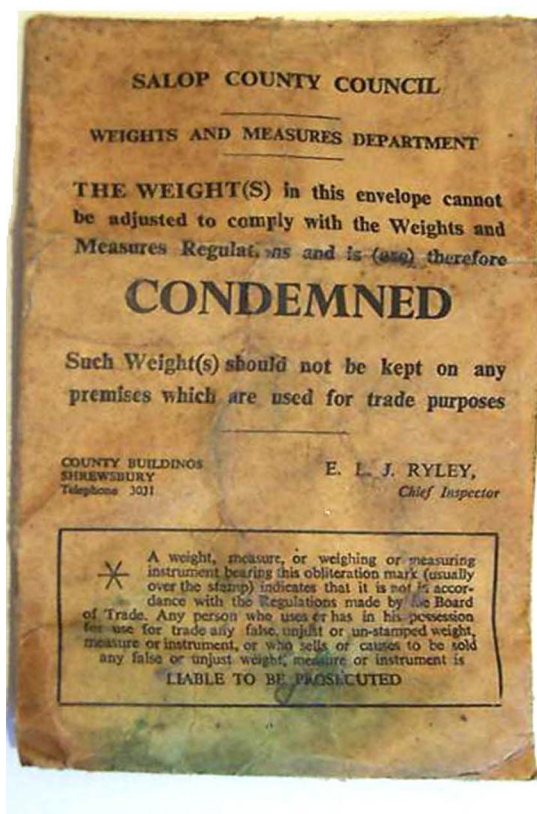 SALOP COUNTY COUNCIL
WEIGHTS AND MEASURES DEPARTMENT
THE WEIGHT(S) in this envelope cannot
be adjusted to comply with the Weights and
Measures Regulations and is (are) therefore
CONDEMNED
Such Weight(s) should not be kept on any
premises which are used for trade purposes
COUNTY BUILDINGS
SHREWSBURY
Telephone 3031
E. L. J. RYLEY,
Chief Inspector
A weight, measure, or weighing or measuring
instrument bearing this obliteration mark (usually
over the stamp) indicates that it is not in accor-
dance with the Regulations made by the Board
of Trade. Any person who uses or has in his possession
for use for trade any false, unjust or un-stamped weight,
measure or instrument, or who sells or causes to be sold
any false or unjust weight, measure or instrument is
LIABLE TO BE PROSECUTED